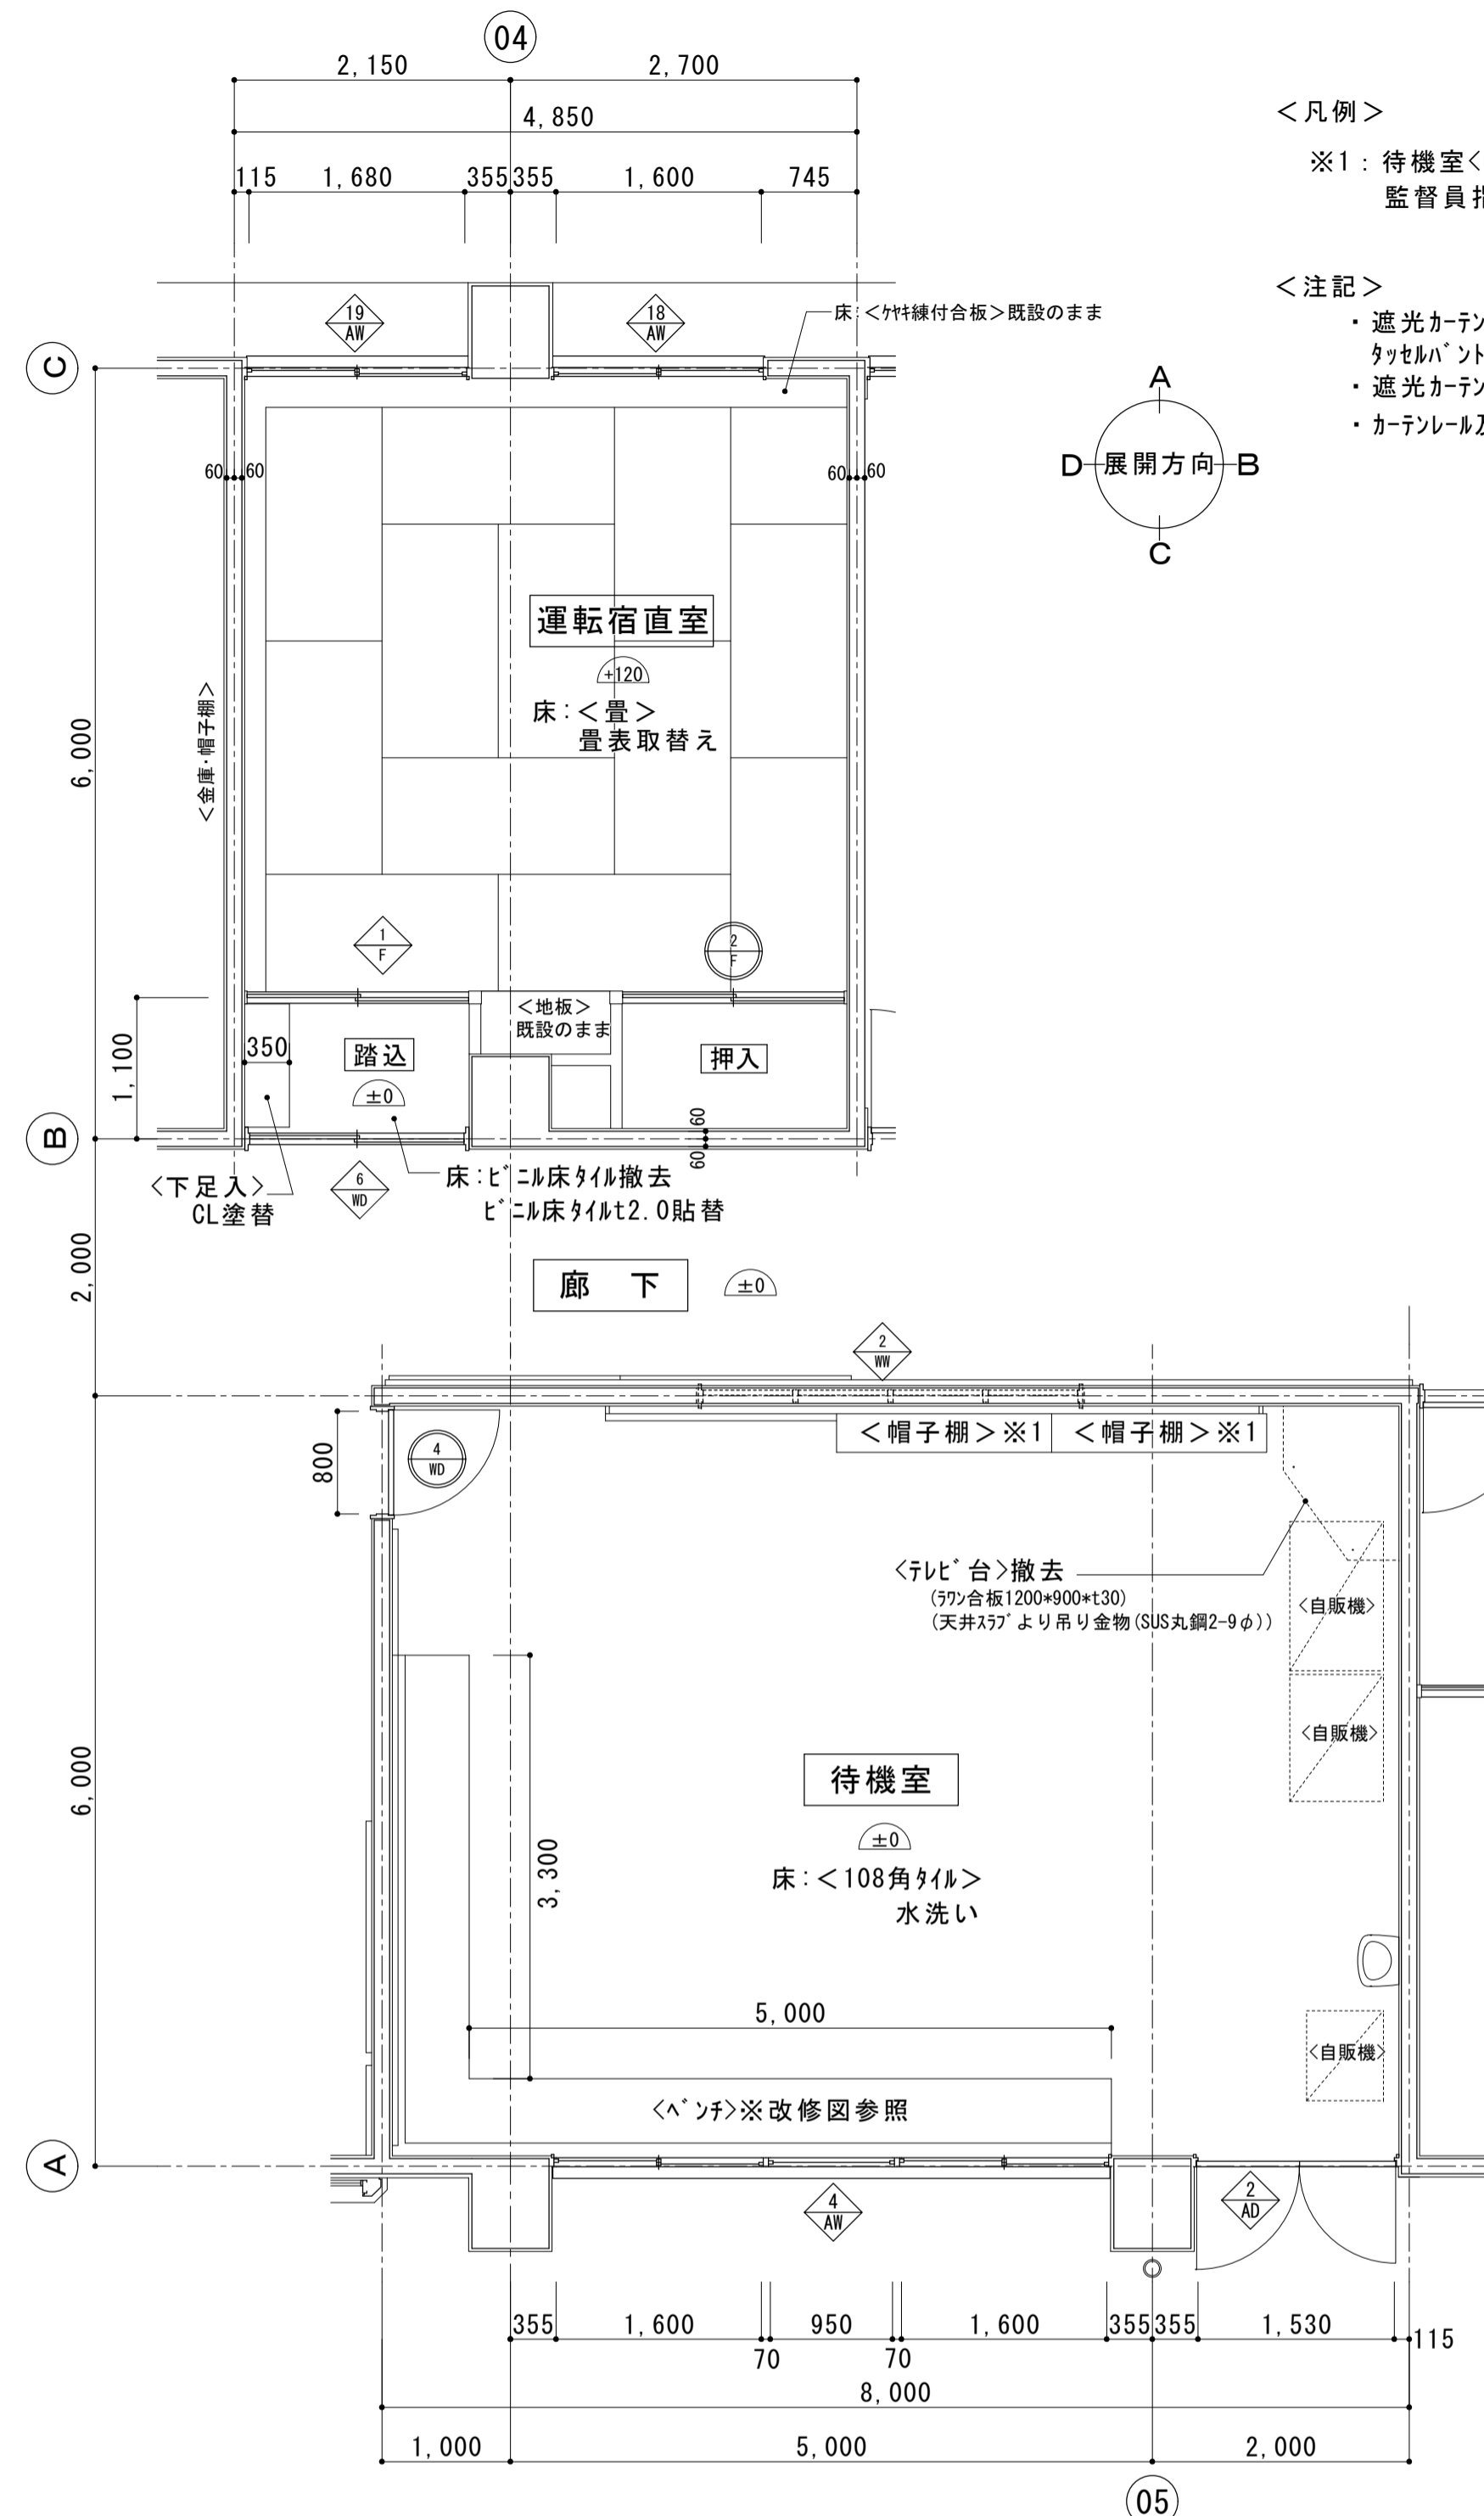 04
2,150
2,700
4,850
115
1,680
355
355
1,600
745
<凡例>
※1：待機室<
監督員指
<注記>
・遮光ｶｰﾃﾝ
ﾀｯｾﾙﾊﾞﾝﾄ
・遮光ｶｰﾃﾝ
・ｶｰﾃﾝﾚｰﾙ及
19
AW
18
AW
床：<ｹﾔｷ練付合板>既設のまま
C
A
D
展開方向
B
C
60
60
60
60
運転宿直室
+120
床：<畳>
畳表取替え
<金庫・帽子棚>
6,000
1
F
2
F
<地板>
既設のまま
1,100
350
踏込
±0
押入
60
60
B
<下足入>
CL塗替
6
WD
床：ﾋﾞﾆﾙ床ﾀｲﾙ撤去
ﾋﾞﾆﾙ床ﾀｲﾙt2.0貼替
2,000
廊　下
±0
2
WW
<帽子棚>※1
<帽子棚>※1
800
4
WD
<ﾃﾚﾋﾞ台>撤去
(ﾗﾜﾝ合板1200*900*t30)
(天井ｽﾗﾌﾞより吊り金物(SUS丸鋼2-9φ))
<自販機>
<自販機>
6,000
待機室
±0
床：<108角ﾀｲﾙ>
水洗い
3,300
5,000
<自販機>
<ﾍﾞﾝﾁ>※改修図参照
A
4
AW
2
AD
355
1,600
70
950
70
1,600
355
355
1,530
115
8,000
1,000
5,000
2,000
05